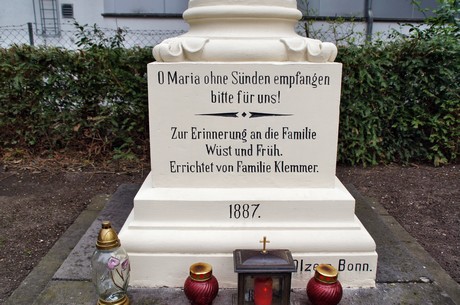 O Maria ohne Sünden empfangen
bitte für uns!
Zur Erinnerung an die Familie
Wüst und Früh.
Errichtet von Familie Klemmer.
1887.
Bonn.